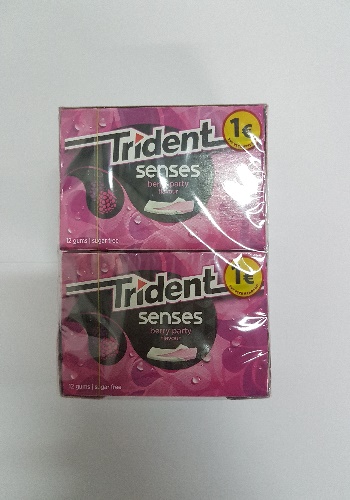 Trident
1€
senses
berry party
flavour
12 gums | sugar free
Trident
1€
senses
berry party
flavour
12 gums | sugar free